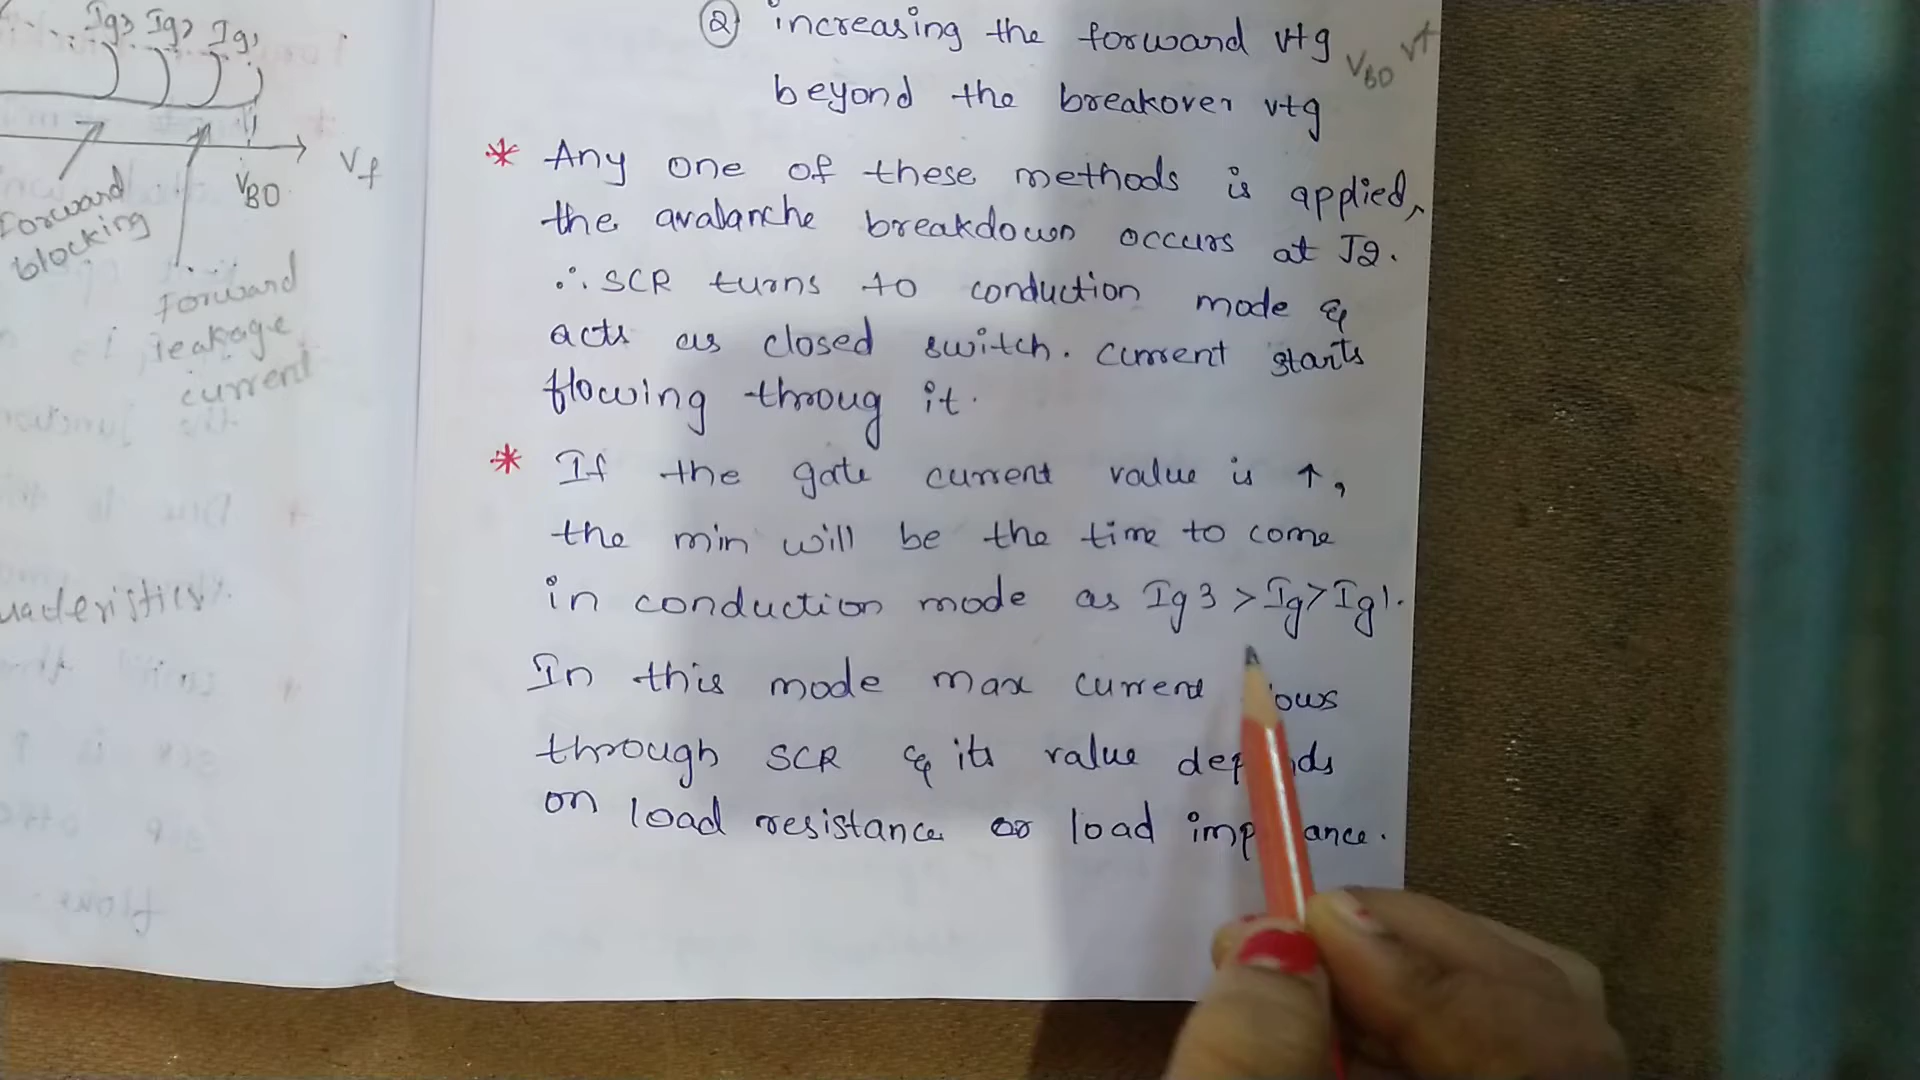 Ig3 Ig2 Ig1
VBO
Vf
Forward
blocking
Forward
leakage
current
② increasing the forward vtg
VBO
beyond the breakover vtg
* Any one of these methods is applied,
the avalanche breakdown occurs at J2.
∴ SCR turns to conduction mode &
acts as closed switch. current starts
flowing throug it.
* If the gate current value is ↑,
the min will be the time to come
in conduction mode as Ig3 > Ig > Ig1.
In this mode max current
through SCR & its value
on load resistance or load